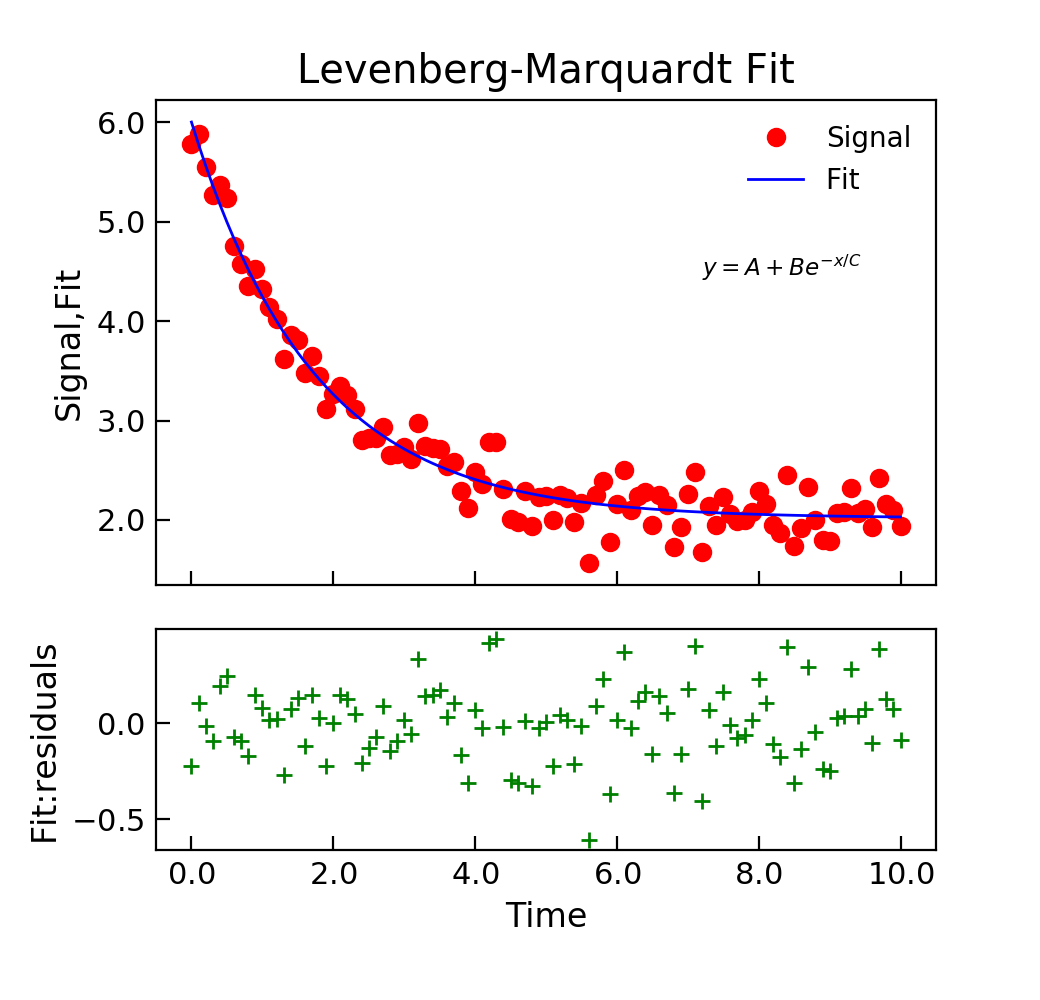 Levenberg-Marquardt Fit
6.0
5.0
4.0
3.0
2.0
Signal,Fit
Signal
Fit
y = A + Be^{-x/C}
0.0
−0.5
Fit:residuals
0.0 2.0 4.0 6.0 8.0 10.0
Time